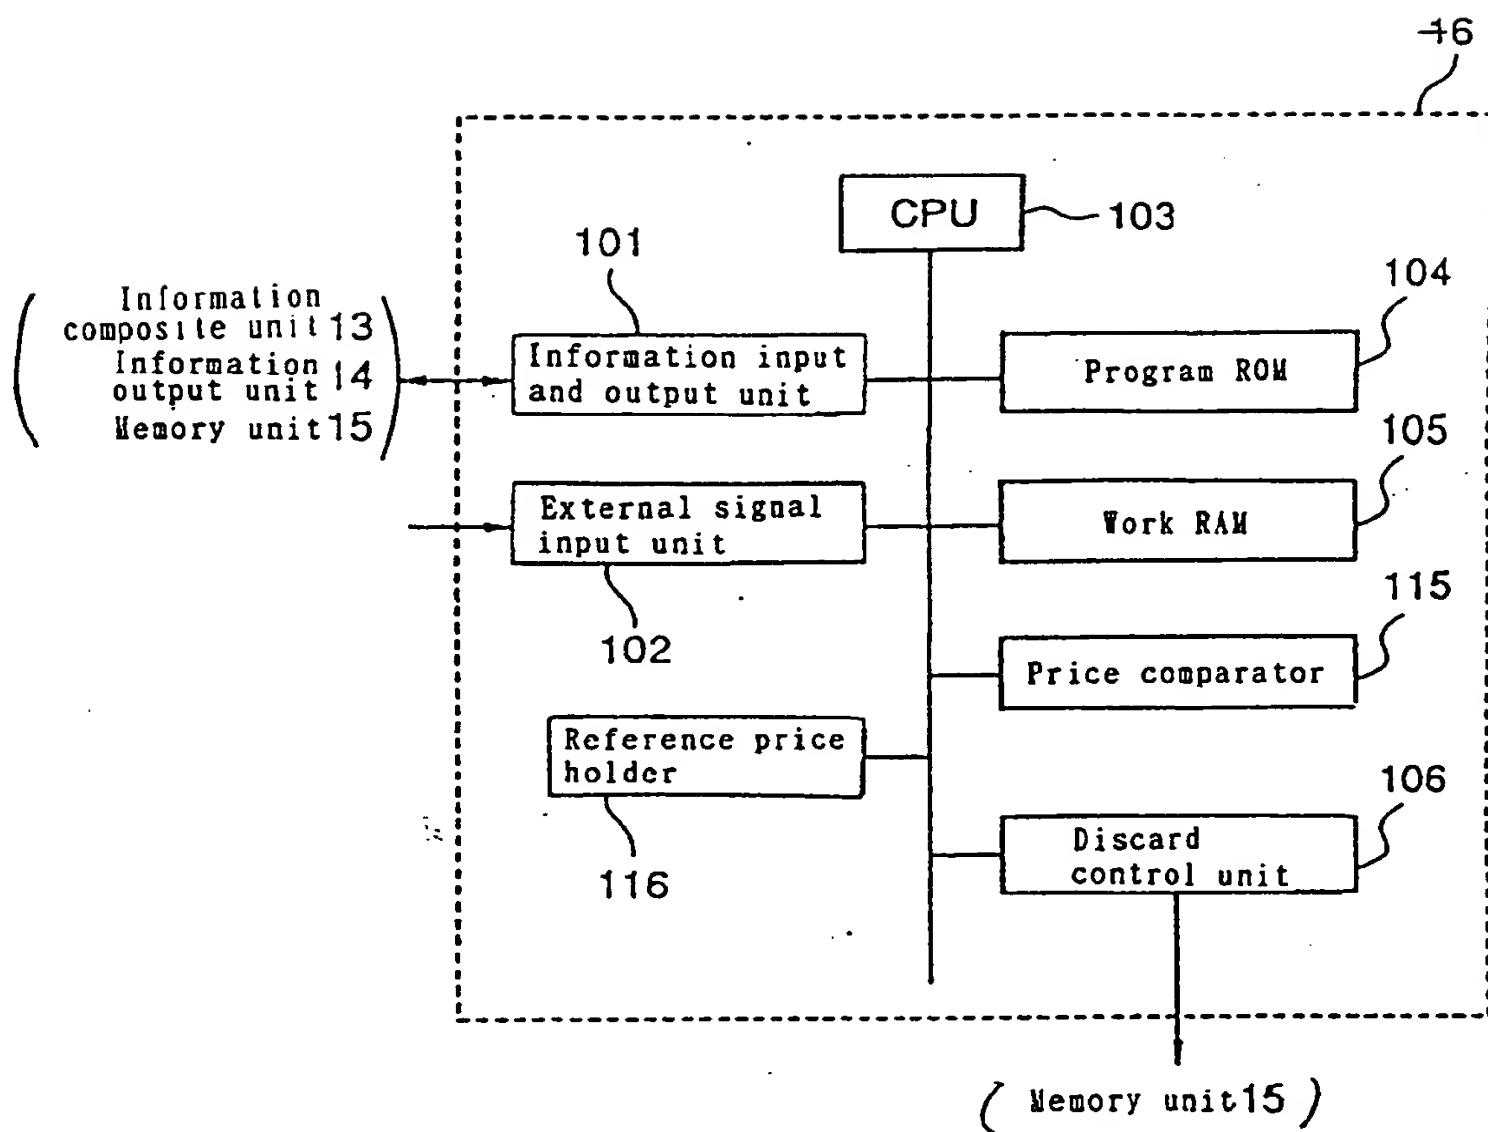 16
CPU
103
101
104
Information
composite unit 13
Information
output unit 14
Memory unit 15
Information input
and output unit
Program ROM
105
External signal
input unit
Work RAM
102
115
Price comparator
Reference price
holder
116
106
Discard
control unit
( Memory unit 15 )